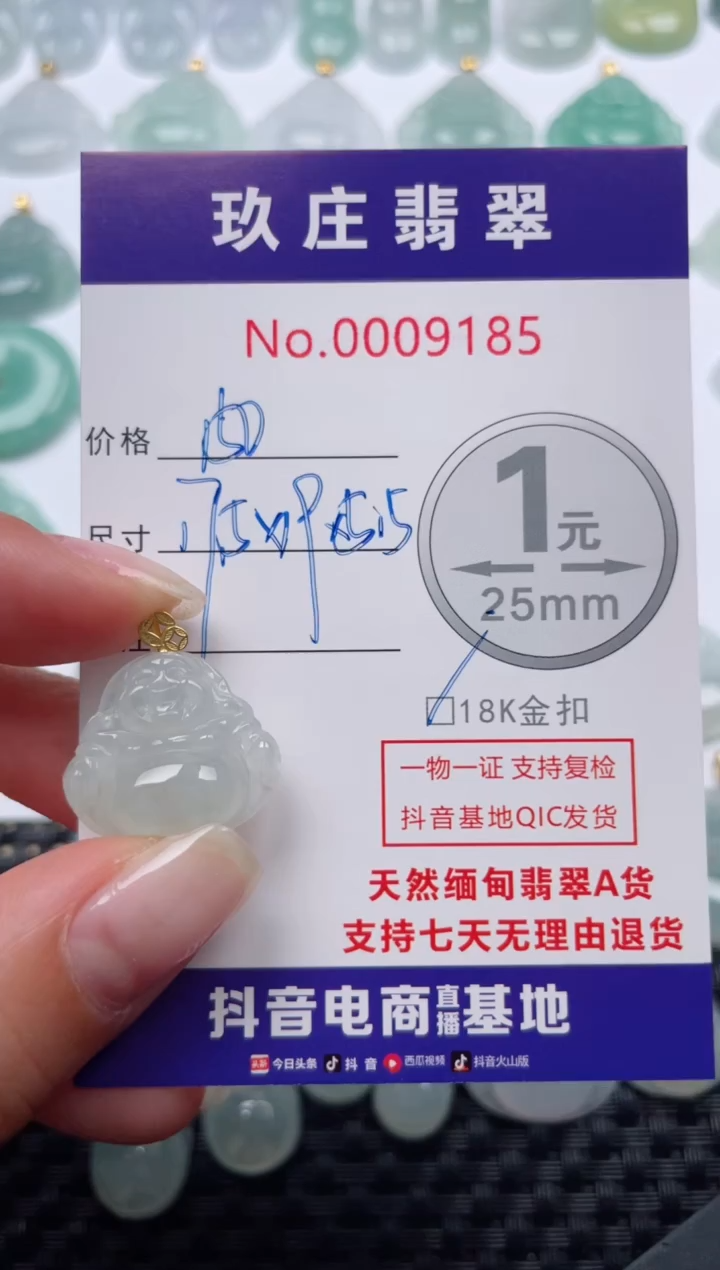 玖庄翡翠
No.0009185
价格
尺寸
1元
25mm
18K金扣
一物一证 支持复检
抖音基地QIC发货
天然缅甸翡翠A货
支持七天无理由退货
抖音电商直播基地
今日头条 抖音 西瓜视频 抖音火山版